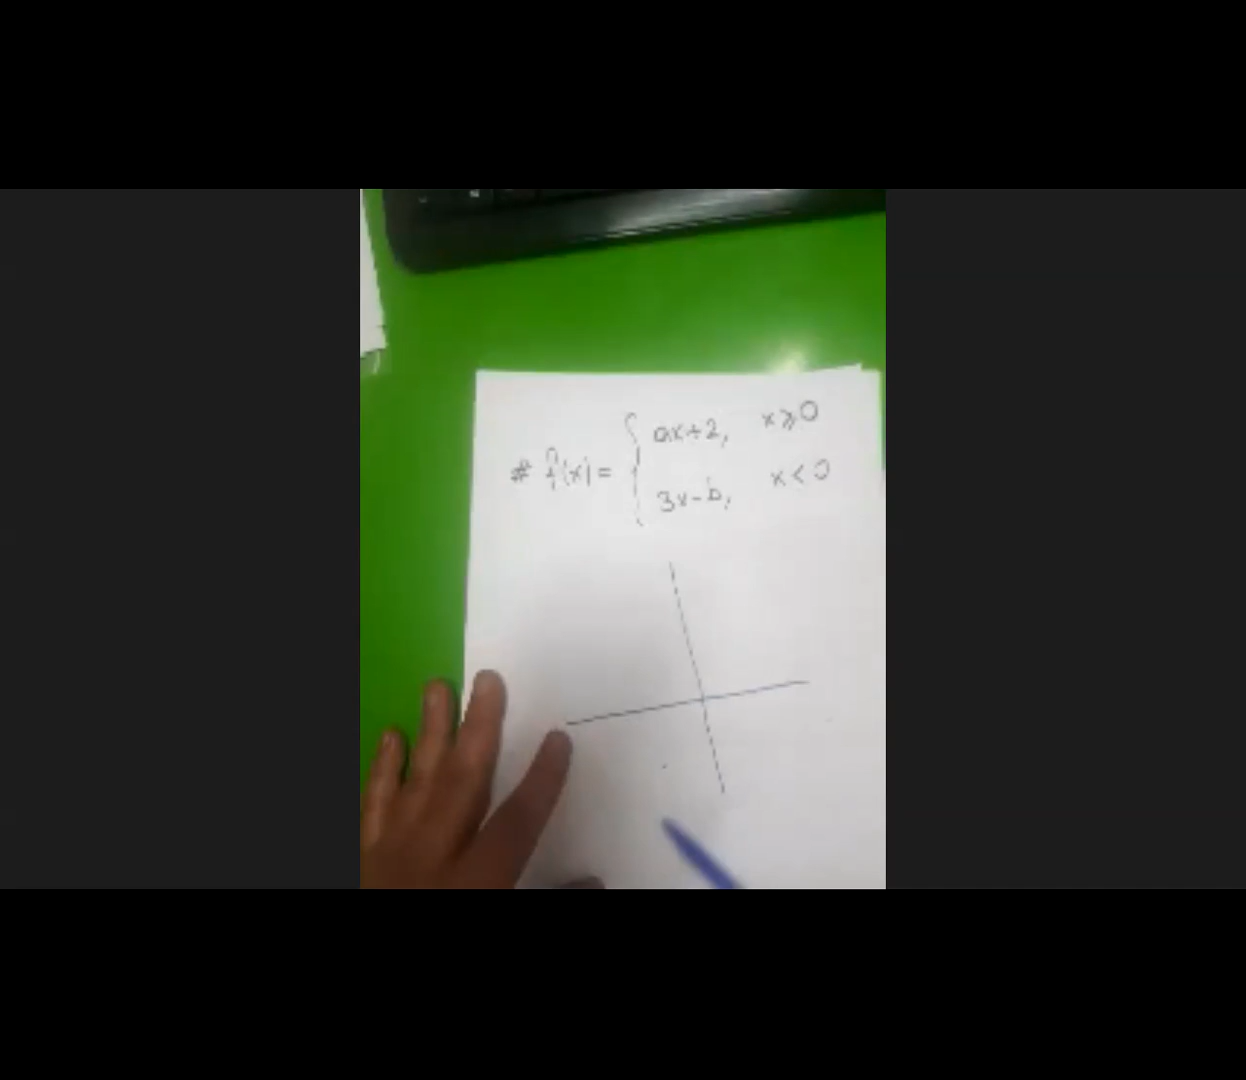 ax+2, x⩾0
# f(x)=
3x-b, x<0